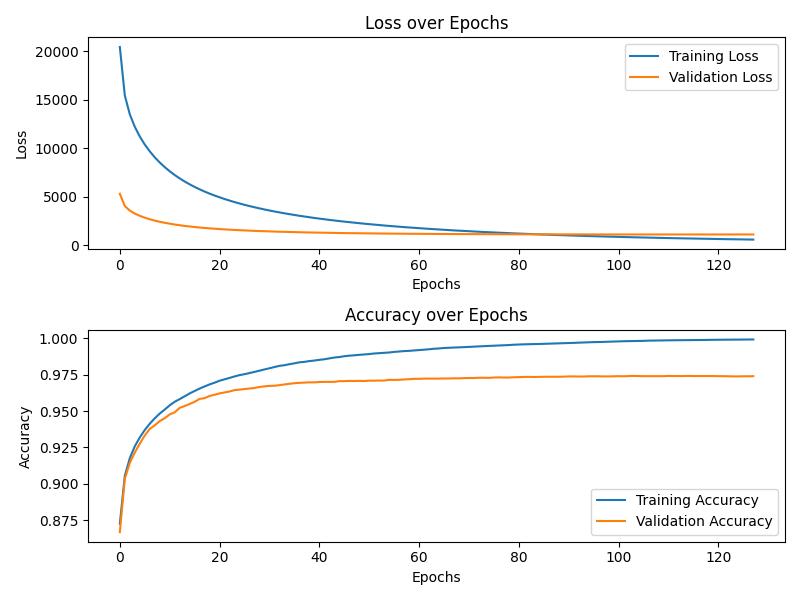 Loss over Epochs
20000
15000
10000
5000
0
Loss
Training Loss
Validation Loss
0 20 40 60 80 100 120
Epochs
Accuracy over Epochs
1.000
0.975
0.950
0.925
0.900
0.875
Accuracy
Training Accuracy
Validation Accuracy
0 20 40 60 80 100 120
Epochs